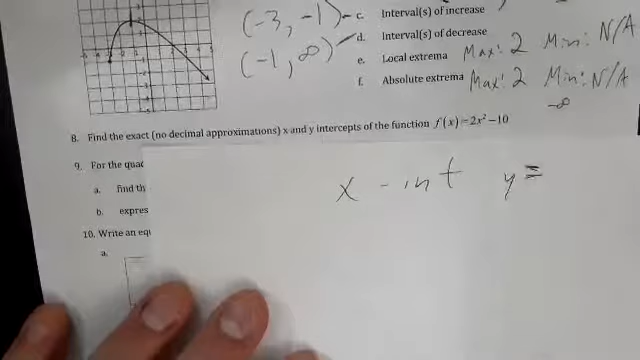 (-3, -1) - c. Interval(s) of increase
(-1, ∞) d. Interval(s) of decrease
e. Local extrema Max: 2 Min: N/A
f. Absolute extrema Max: 2 Min: N/A
-∞
8. Find the exact (no decimal approximations) x and y intercepts of the function f(x)=2x²-10
9. For the quad
a. find th
b. expres
10. Write an equ
a.
x - int y =